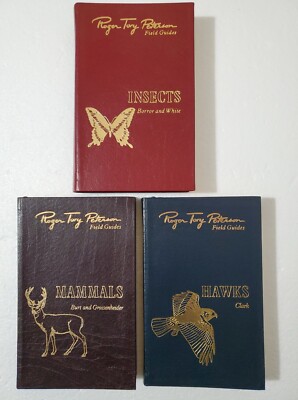 Roger Tory Peterson
Field Guides
INSECTS
Borror and White
Roger Tory Peterson
Field Guides
MAMMALS
Burt and Grossenheider
Roger Tory Peterson
Field Guides
HAWKS
Clark